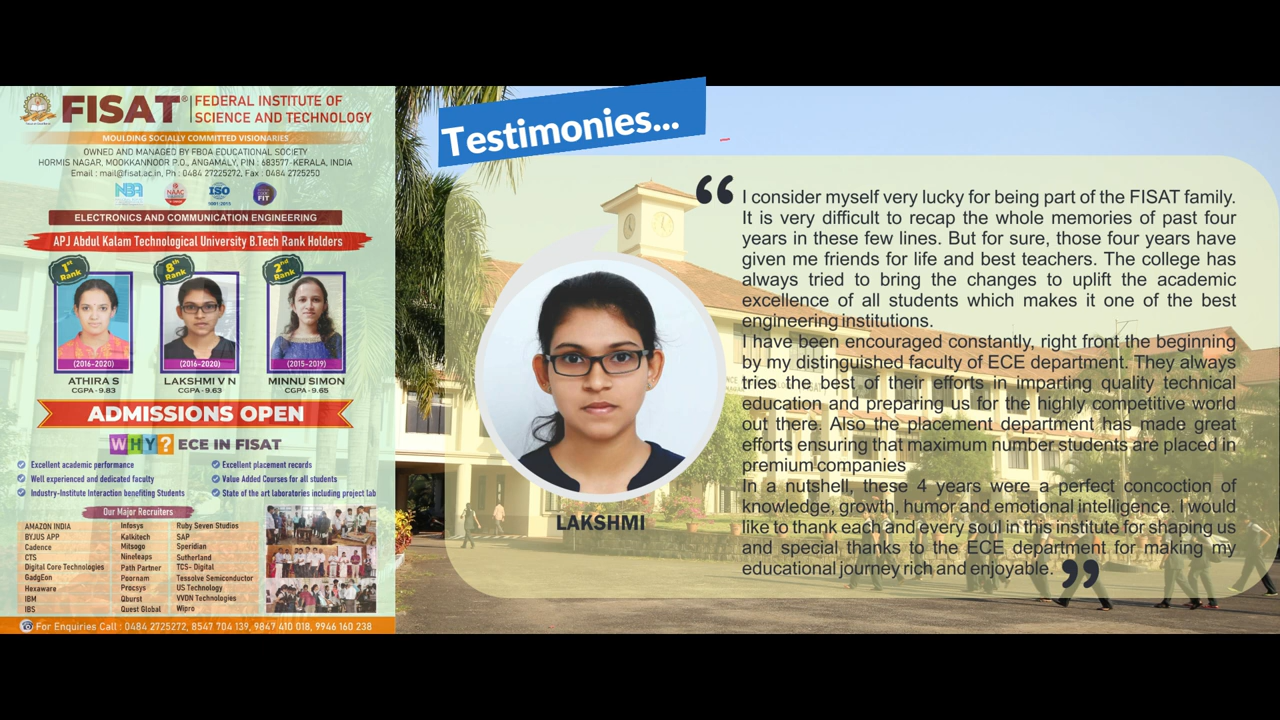 FISAT® FEDERAL INSTITUTE OF
SCIENCE AND TECHNOLOGY
MOULDING SOCIALLY COMMITTED VISIONARIES
OWNED AND MANAGED BY FBOA EDUCATIONAL SOCIETY
HORMIS NAGAR, MOOKKANNOOR P.O., ANGAMALY, PIN : 683577-KERALA, INDIA
Email : mail@fisat.ac.in, Ph : 0484 27225272, Fax : 0484 2725250
NBA NAAC ISO FIT
ELECTRONICS AND COMMUNICATION ENGINEERING
APJ Abdul Kalam Technological University B.Tech Rank Holders
1st Rank
8th Rank
2nd Rank
(2016-2020) (2016-2020) (2015-2019)
ATHIRA S LAKSHMI V N MINNU SIMON
CGPA - 9.83 CGPA - 9.63 CGPA - 9.65
ADMISSIONS OPEN
WHY? ECE IN FISAT
Excellent academic performance
Well experienced and dedicated faculty
Industry-Institute Interaction benefiting Students
Excellent placement records
Value Added Courses for all students
State of the art laboratories including project lab
Our Major Recruiters
AMAZON INDIA
BYJUS APP
Cadence
CTS
Digital Core Technologies
GadgEon
Hexaware
IBM
IBS
Infosys
Kalkitech
Mitsogo
Nineleaps
Path Partner
Poornam
Procsys
Qburst
Quest Global
Ruby Seven Studios
SAP
Speridian
Sutherland
TCS- Digital
Tessolve Semiconductor
US Technology
VVDN Technologies
Wipro
For Enquiries Call : 0484 2725272, 8547 704 139, 9847 410 018, 9946 160 238
Testimonies...
“ I consider myself very lucky for being part of the FISAT family.
It is very difficult to recap the whole memories of past four
years in these few lines. But for sure, those four years have
given me friends for life and best teachers. The college has
always tried to bring the changes to uplift the academic
excellence of all students which makes it one of the best
engineering institutions.
I have been encouraged constantly, right front the beginning
by my distinguished faculty of ECE department. They always
tries the best of their efforts in imparting quality technical
education and preparing us for the highly competitive world
out there. Also the placement department has made great
efforts ensuring that maximum number students are placed in
premium companies
In a nutshell, these 4 years were a perfect concoction of
knowledge, growth, humor and emotional intelligence. I would
like to thank each and every soul in this institute for shaping us
and special thanks to the ECE department for making my
educational journey rich and enjoyable. ”
LAKSHMI